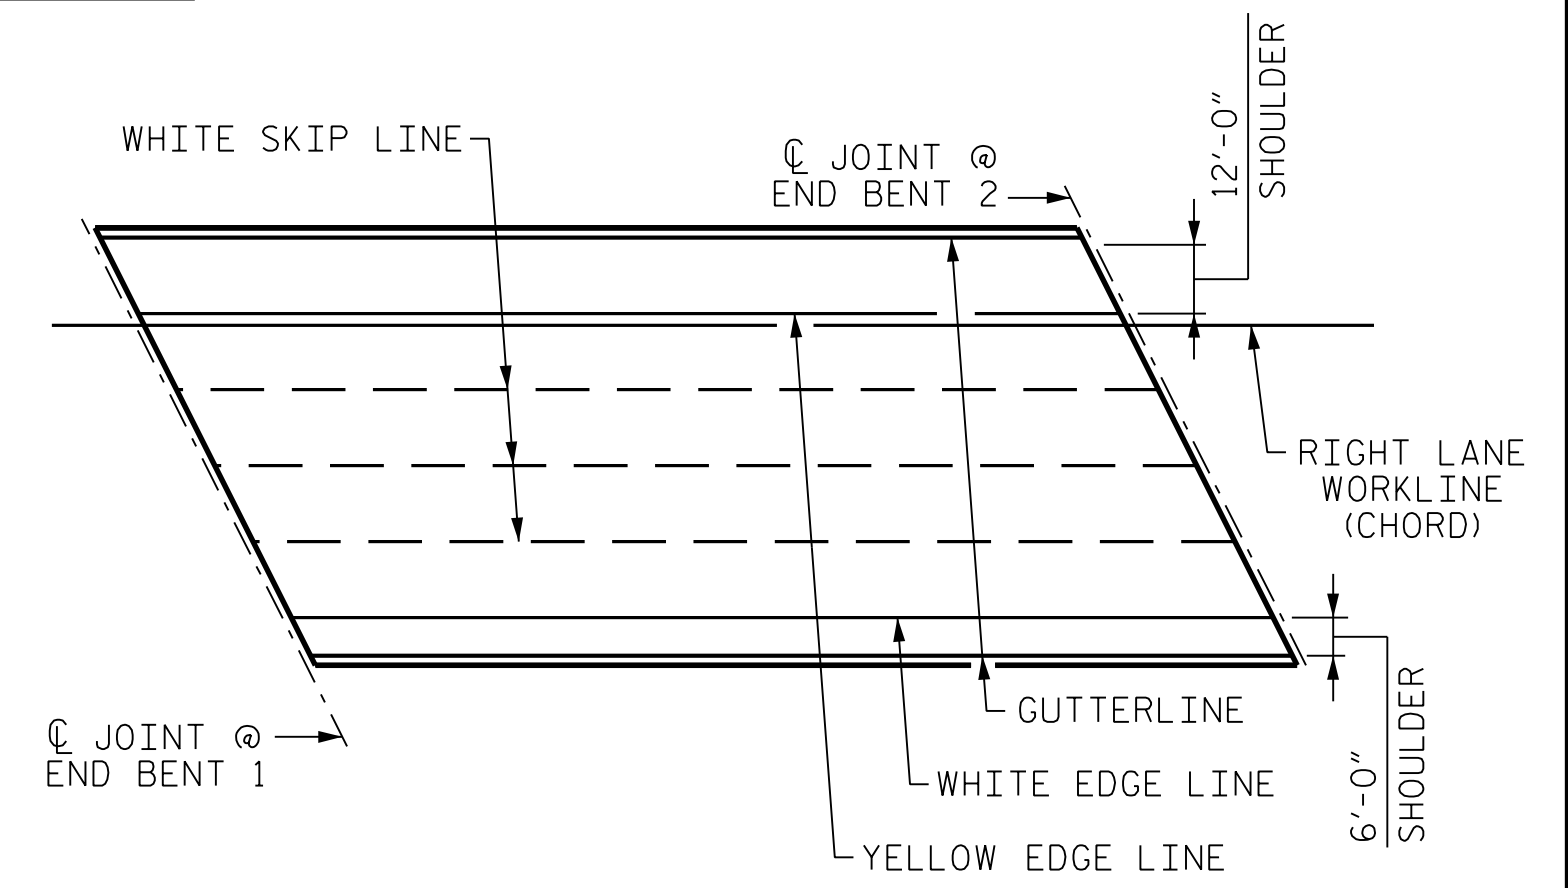 WHITE SKIP LINE
℄ JOINT @
END BENT 2
12'-0"
SHOULDER
RIGHT LANE
WORKLINE
(CHORD)
℄ JOINT @
END BENT 1
GUTTERLINE
WHITE EDGE LINE
YELLOW EDGE LINE
6'-0"
SHOULDER